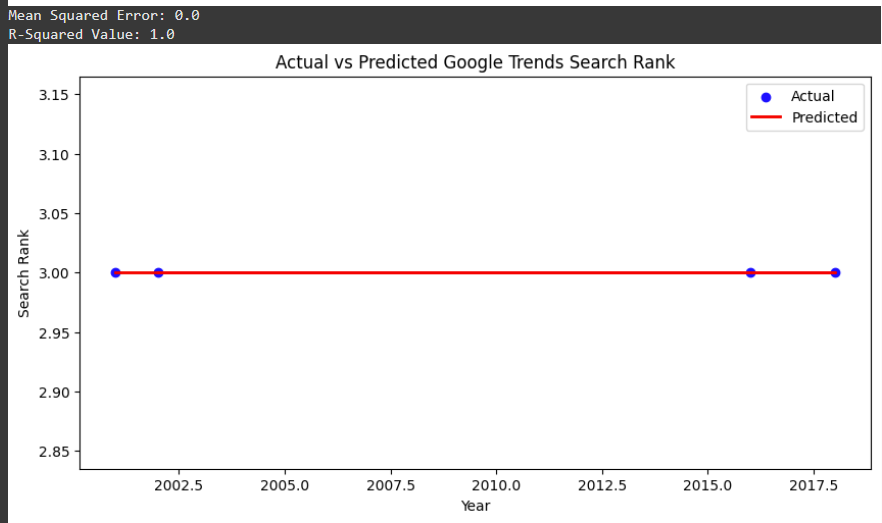 Mean Squared Error: 0.0
R-Squared Value: 1.0
Actual vs Predicted Google Trends Search Rank
Actual
Predicted
3.15
3.10
3.05
3.00
2.95
2.90
2.85
Search Rank
2002.5 2005.0 2007.5 2010.0 2012.5 2015.0 2017.5
Year